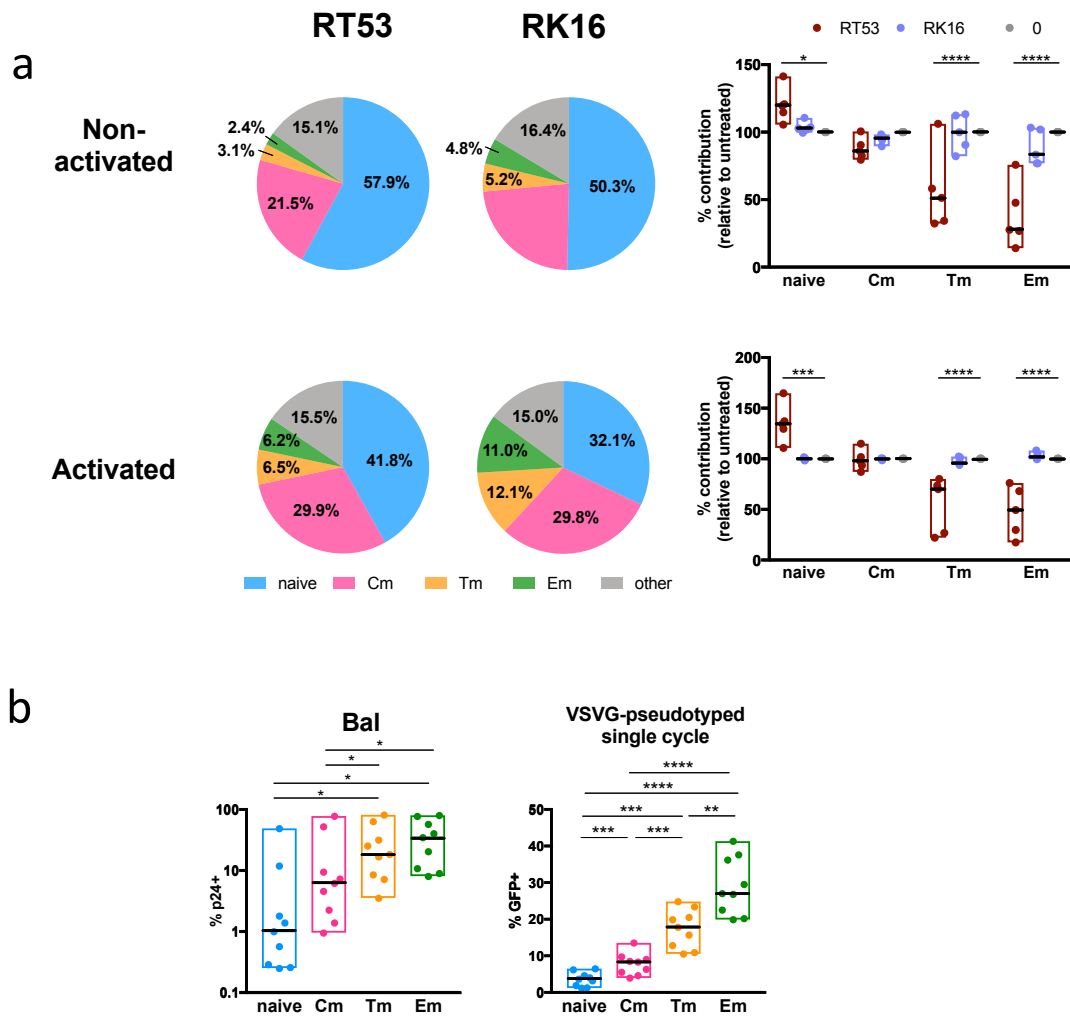 a
RT53
RK16
Non-
activated
2.4%
3.1%
15.1%
57.9%
21.5%
4.8%
5.2%
16.4%
50.3%
RT53 RK16 0
% contribution
(relative to untreated)
150
100
50
0
* **** ****
naive Cm Tm Em
Activated
15.5%
6.2%
6.5%
41.8%
29.9%
15.0%
11.0%
12.1%
32.1%
29.8%
naive Cm Tm Em other
% contribution
(relative to untreated)
200
150
100
50
0
*** **** ****
naive Cm Tm Em
b
Bal
% p24+
100
10
1
0.1
*
*
*
*
naive Cm Tm Em
VSVG-pseudotyped
single cycle
% GFP+
50
40
30
20
10
0
****
****
*** **
*** ***
naive Cm Tm Em